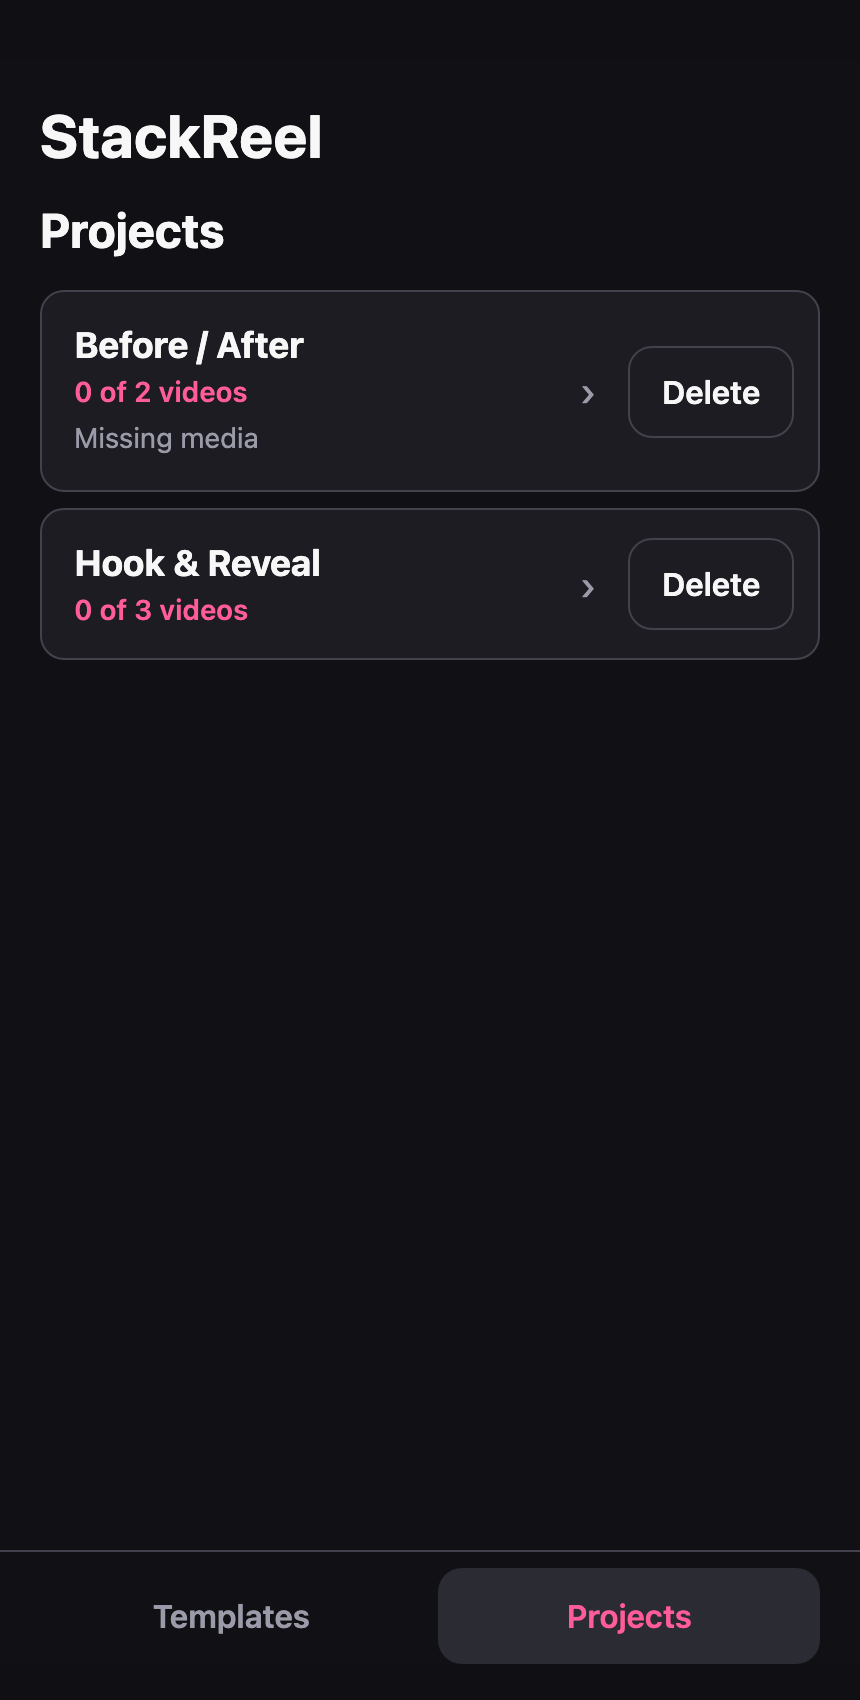 StackReel
Projects
Before / After
0 of 2 videos
Missing media
›
Delete
Hook & Reveal
0 of 3 videos
›
Delete
Templates
Projects